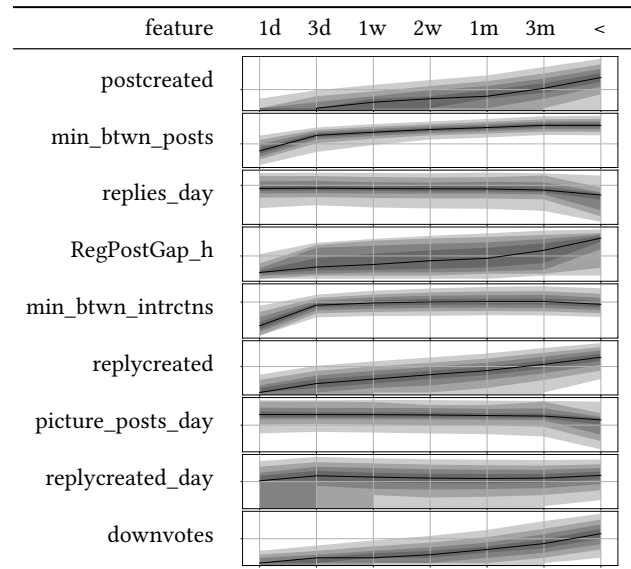 feature 1d 3d 1w 2w 1m 3m <
postcreated
min_btwn_posts
replies_day
RegPostGap_h
min_btwn_intrctns
replycreated
picture_posts_day
replycreated_day
downvotes